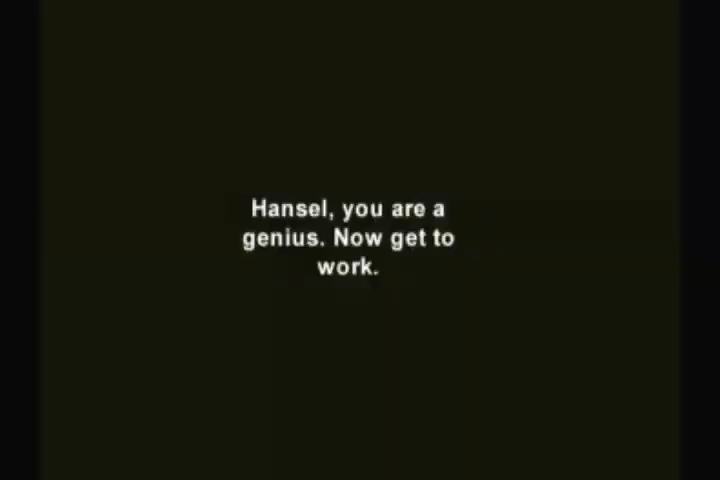 Hansel, you are a
genius. Now get to
work.